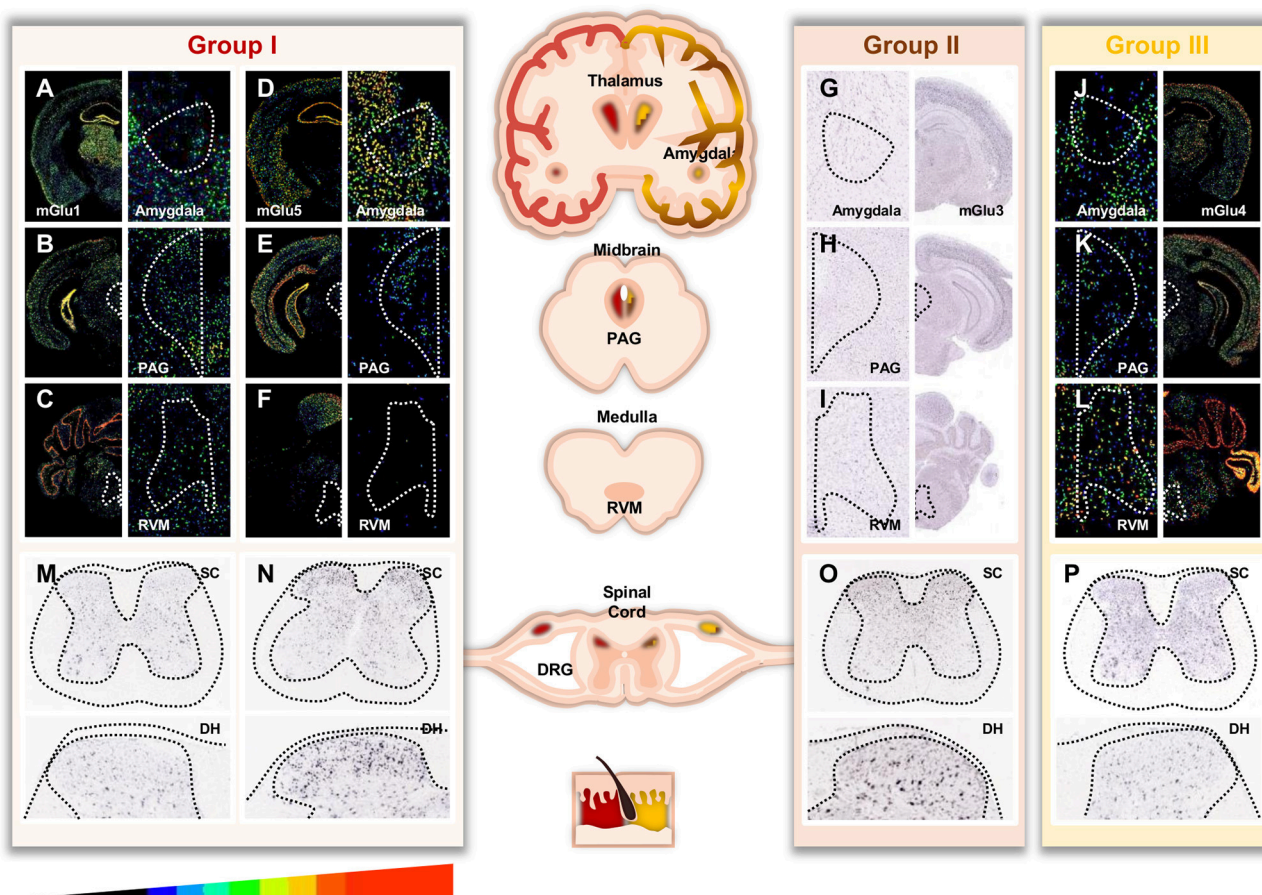 Group I
Group II
Group III
A
D
mGlu1
Amygdala
mGlu5
Amygdala
B
E
PAG
PAG
C
F
RVM
RVM
M
SC
N
SC
DH
DH
Thalamus
Amygdala
Midbrain
PAG
Medulla
RVM
Spinal
Cord
DRG
G
Amygdala
mGlu3
H
PAG
I
RVM
O
SC
DH
J
Amygdala
mGlu4
K
PAG
L
RVM
P
SC
DH